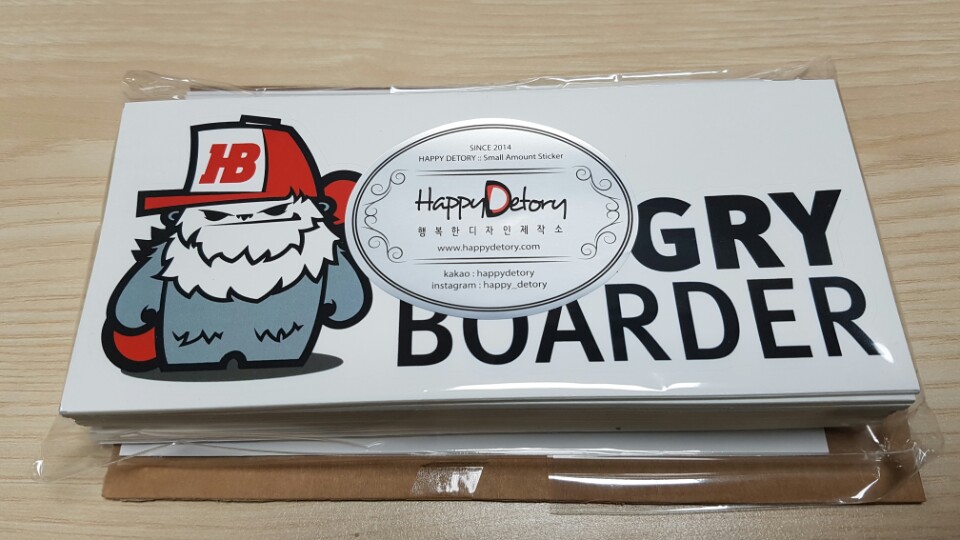 HB
SINCE 2014
HAPPY DETORY :: Small Amount Sticker
HappyDetory
행복한디자인제작소
www.happydetory.com
kakao : happydetory
instagram : happy_detory
GRY
BOARDER